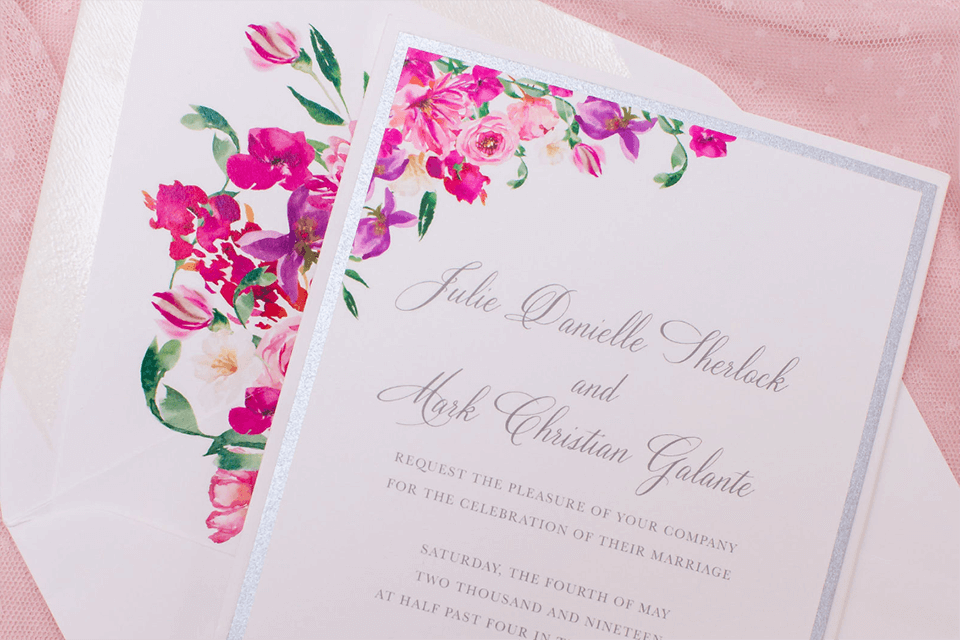 Julie Danielle Sherlock
and
Mark Christian Galante
REQUEST THE PLEASURE OF YOUR COMPANY
FOR THE CELEBRATION OF THEIR MARRIAGE
SATURDAY, THE FOURTH OF MAY
TWO THOUSAND AND NINETEEN
AT HALF PAST FOUR IN T